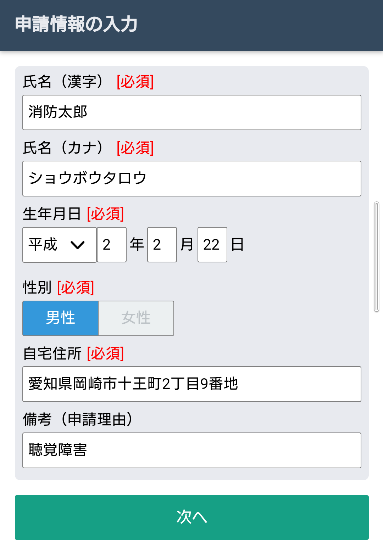 申請情報の入力
氏名（漢字） [必須]
消防太郎
氏名（カナ） [必須]
ショウボウタロウ
生年月日 [必須]
平成 2 年 2 月 22 日
性別 [必須]
男性 女性
自宅住所 [必須]
愛知県岡崎市十王町2丁目9番地
備考（申請理由）
聴覚障害
次へ